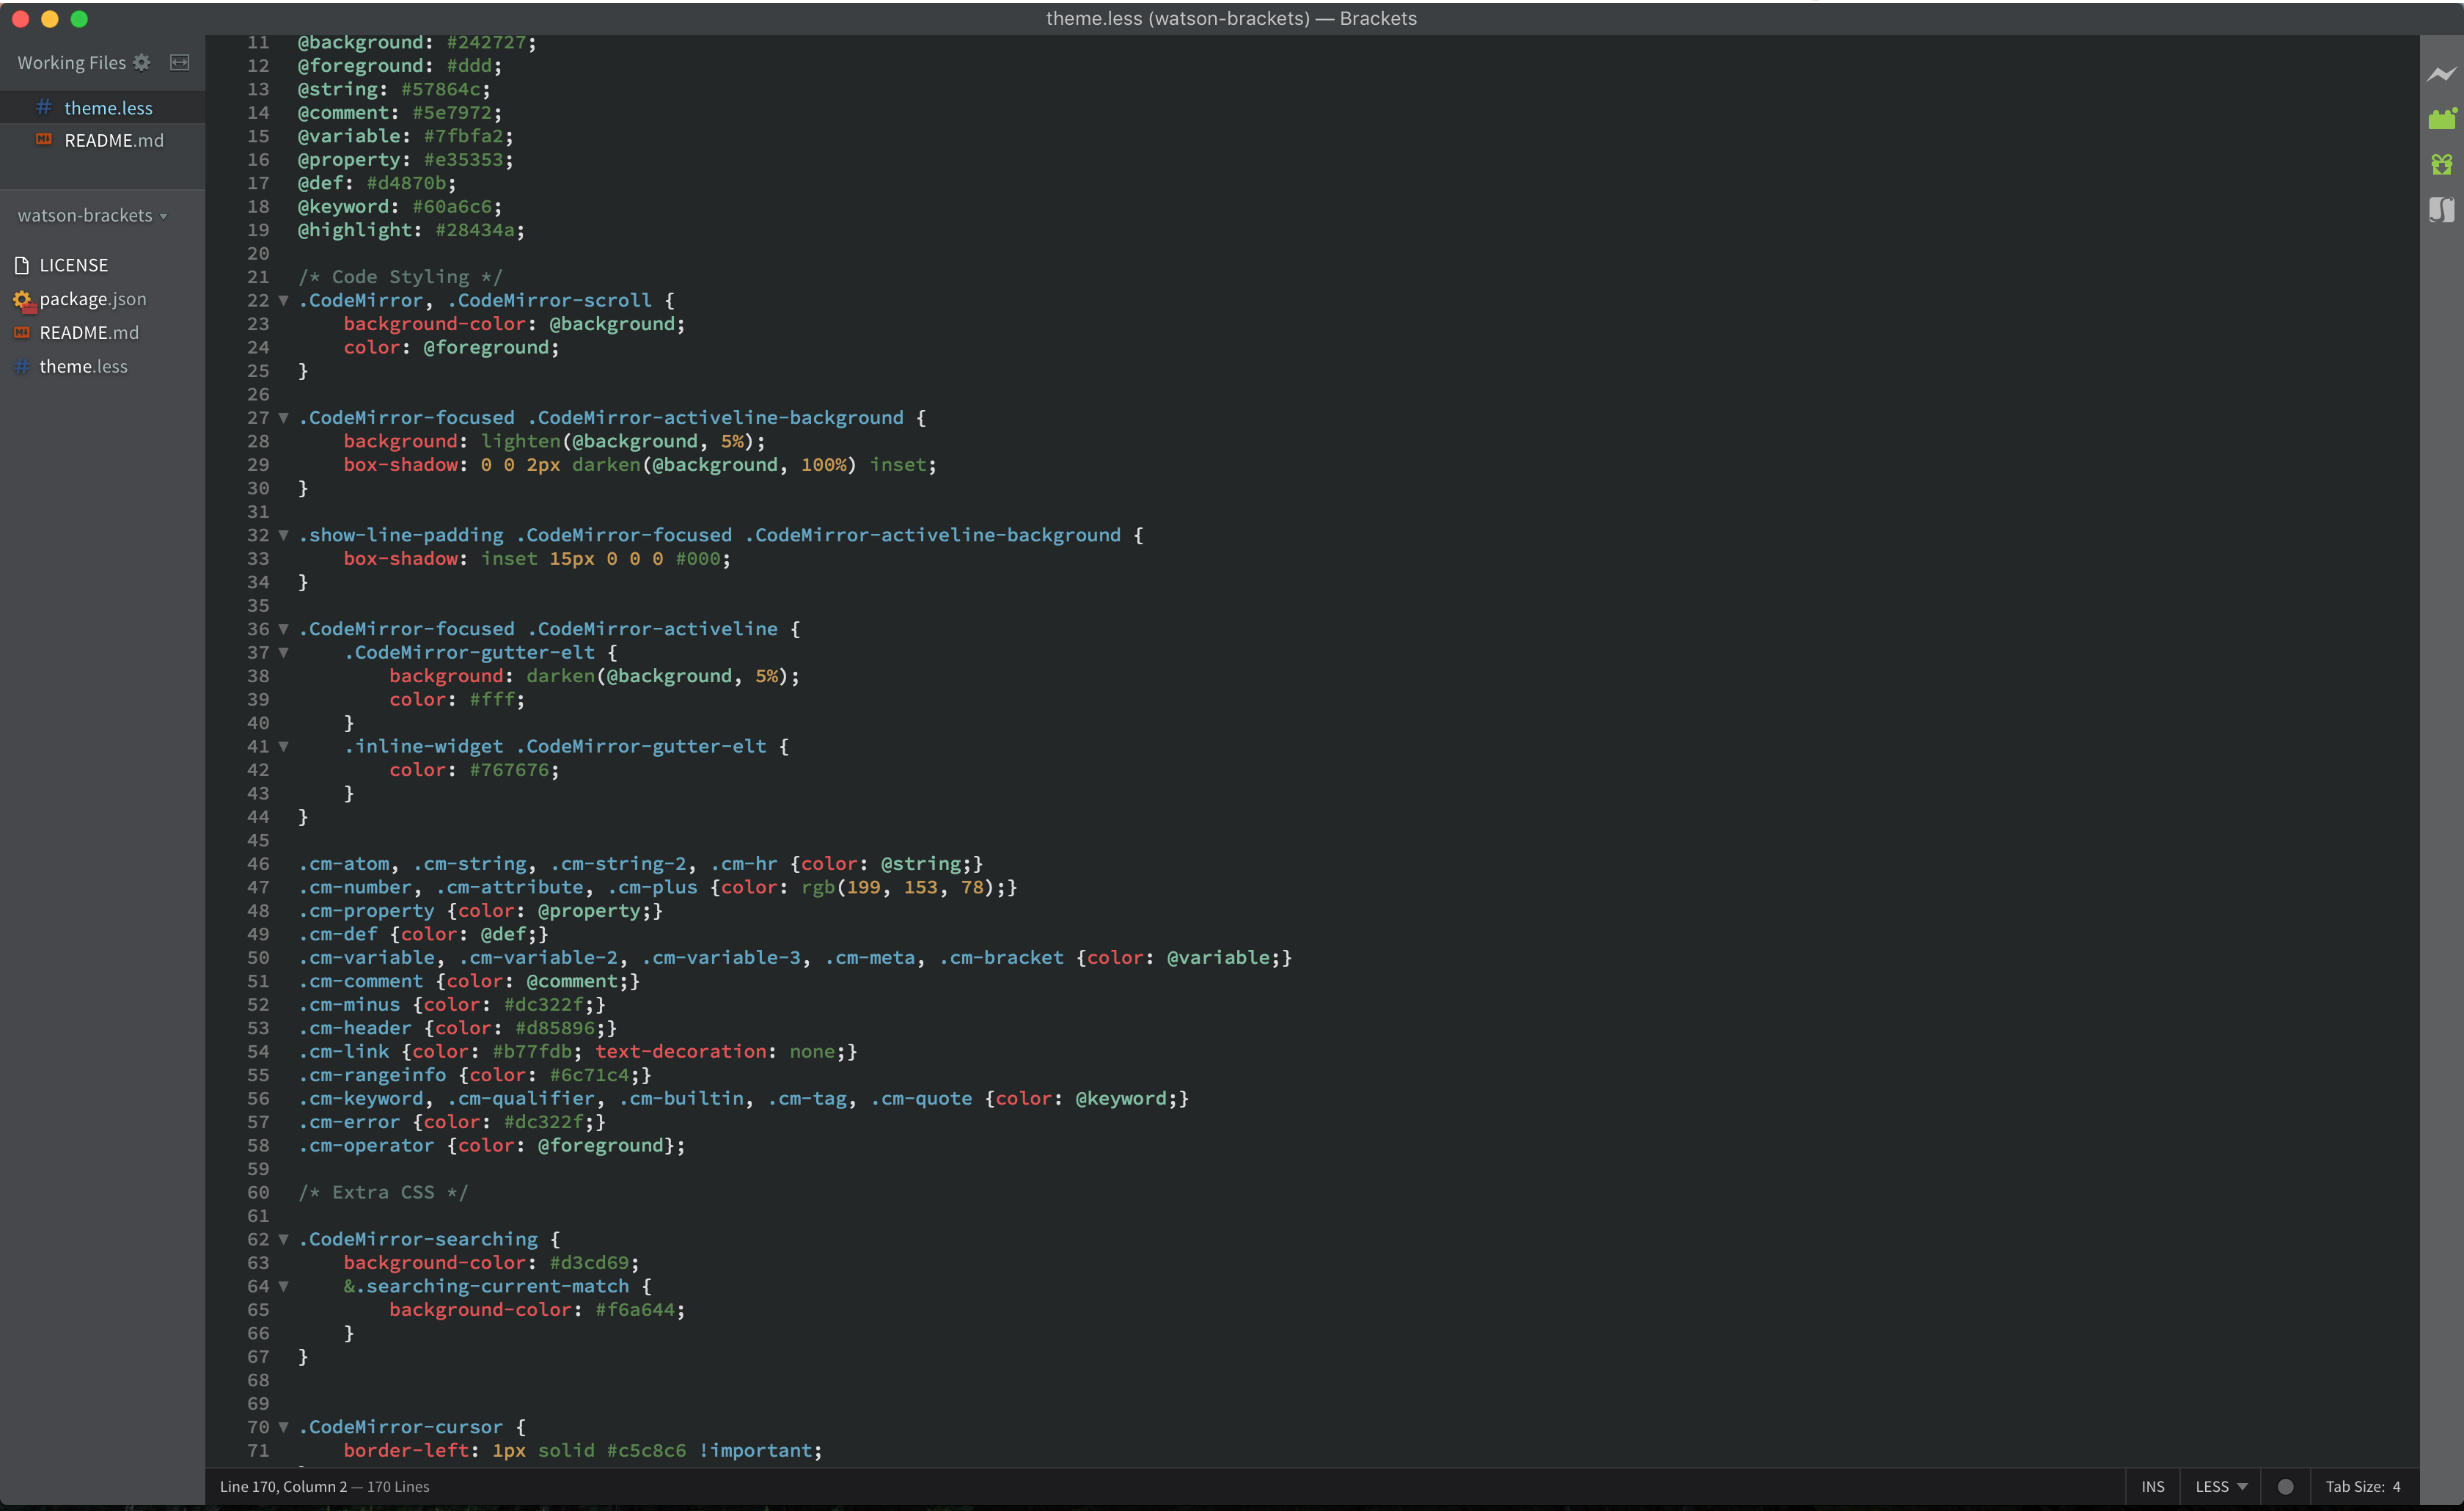 theme.less (watson-brackets) — Brackets
Working Files
theme.less
README.md
watson-brackets
LICENSE
package.json
README.md
theme.less
11 @background: #242727;
12 @foreground: #ddd;
13 @string: #57864c;
14 @comment: #5e7972;
15 @variable: #7fbfa2;
16 @property: #e35353;
17 @def: #d4870b;
18 @keyword: #60a6c6;
19 @highlight: #28434a;
20
21 /* Code Styling */
22 .CodeMirror, .CodeMirror-scroll {
23     background-color: @background;
24     color: @foreground;
25 }
26
27 .CodeMirror-focused .CodeMirror-activeline-background {
28     background: lighten(@background, 5%);
29     box-shadow: 0 0 2px darken(@background, 100%) inset;
30 }
31
32 .show-line-padding .CodeMirror-focused .CodeMirror-activeline-background {
33     box-shadow: inset 15px 0 0 0 #000;
34 }
35
36 .CodeMirror-focused .CodeMirror-activeline {
37     .CodeMirror-gutter-elt {
38         background: darken(@background, 5%);
39         color: #fff;
40     }
41     .inline-widget .CodeMirror-gutter-elt {
42         color: #767676;
43     }
44 }
45
46 .cm-atom, .cm-string, .cm-string-2, .cm-hr {color: @string;}
47 .cm-number, .cm-attribute, .cm-plus {color: rgb(199, 153, 78);}
48 .cm-property {color: @property;}
49 .cm-def {color: @def;}
50 .cm-variable, .cm-variable-2, .cm-variable-3, .cm-meta, .cm-bracket {color: @variable;}
51 .cm-comment {color: @comment;}
52 .cm-minus {color: #dc322f;}
53 .cm-header {color: #d85896;}
54 .cm-link {color: #b77fdb; text-decoration: none;}
55 .cm-rangeinfo {color: #6c71c4;}
56 .cm-keyword, .cm-qualifier, .cm-builtin, .cm-tag, .cm-quote {color: @keyword;}
57 .cm-error {color: #dc322f;}
58 .cm-operator {color: @foreground};
59
60 /* Extra CSS */
61
62 .CodeMirror-searching {
63     background-color: #d3cd69;
64     &.searching-current-match {
65         background-color: #f6a644;
66     }
67 }
68
69
70 .CodeMirror-cursor {
71     border-left: 1px solid #c5c8c6 !important;
Line 170, Column 2 — 170 Lines
INS LESS Tab Size: 4